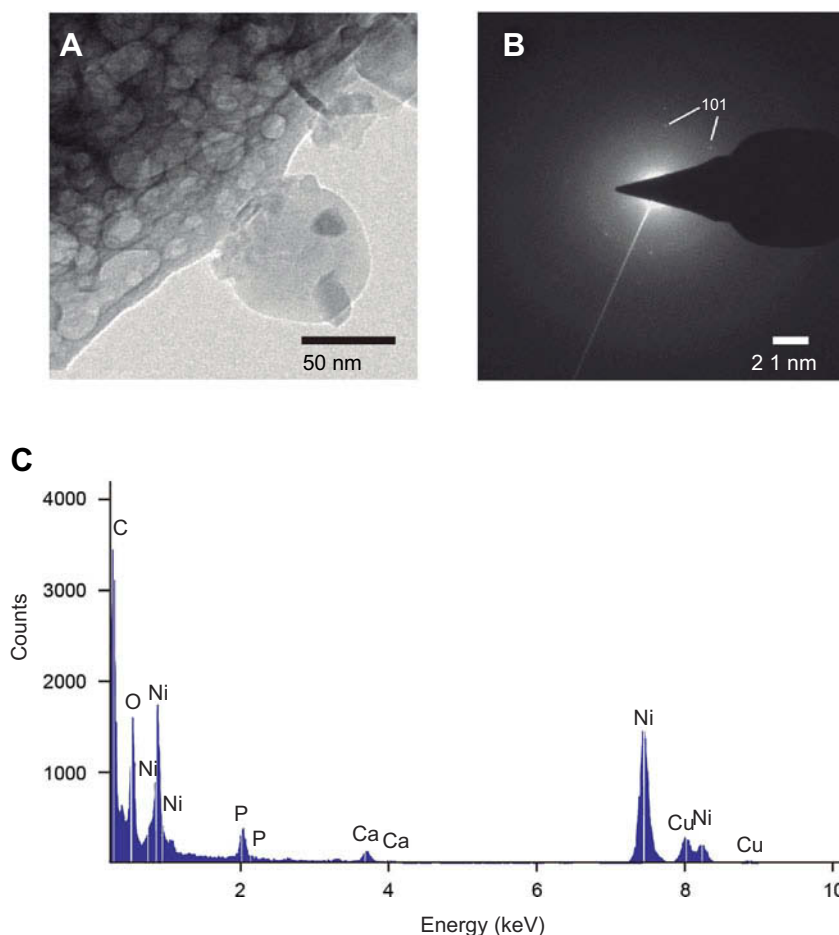 A
50 nm
B
101
2 1 nm
C
Counts
4000
3000
2000
1000
C
O
Ni
Ni
Ni
P
P
Ca
Ca
Ni
Cu
Ni
Cu
2
4
6
8
10
Energy (keV)